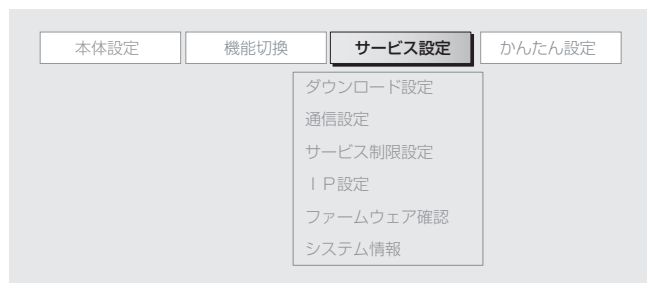 本体設定 機能切換 サービス設定 かんたん設定
ダウンロード設定
通信設定
サービス制限設定
ＩＰ設定
ファームウェア確認
システム情報